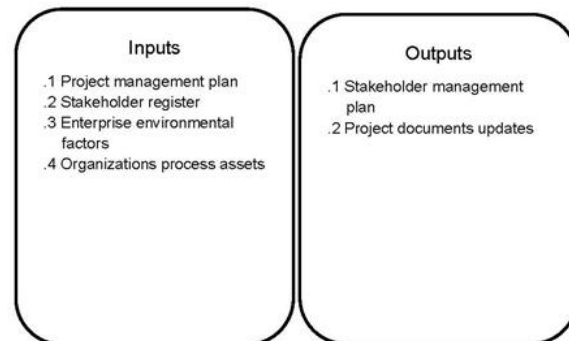 Inputs
.1 Project management plan
.2 Stakeholder register
.3 Enterprise environmental
factors
.4 Organizations process assets
Outputs
.1 Stakeholder management
plan
.2 Project documents updates